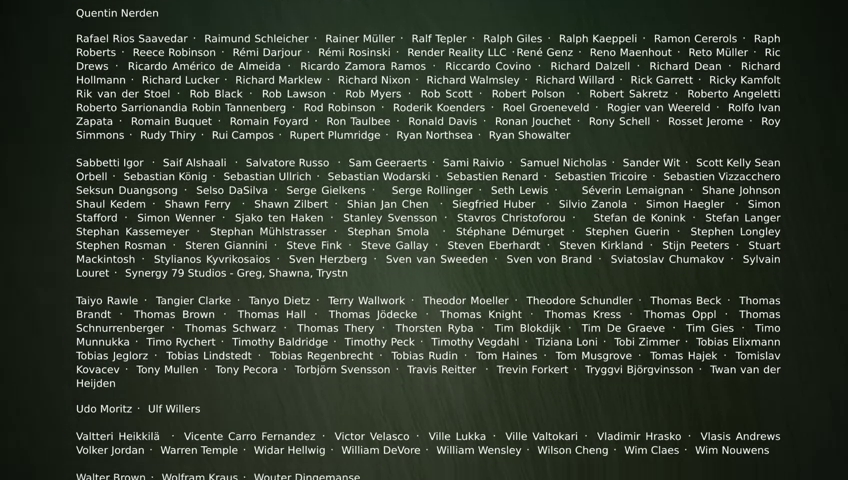 Quentin Nerden
Rafael Rios Saavedar · Raimund Schleicher · Rainer Müller · Ralf Tepler · Ralph Giles · Ralph Kaeppeli · Ramon Cererols · Raph
Roberts · Reece Robinson · Rémi Darjour · Rémi Rosinski · Render Reality LLC ·René Genz · Reno Maenhout · Reto Müller · Ric
Drews · Ricardo Américo de Almeida · Ricardo Zamora Ramos · Riccardo Covino · Richard Dalzell · Richard Dean · Richard
Hollmann · Richard Lucker · Richard Marklew · Richard Nixon · Richard Walmsley · Richard Willard · Rick Garrett · Ricky Kamfolt
Rik van der Stoel · Rob Black · Rob Lawson · Rob Myers · Rob Scott · Robert Polson · Robert Sakretz · Roberto Angeletti
Roberto Sarrionandia Robin Tannenberg · Rod Robinson · Roderik Koenders · Roel Groeneveld · Rogier van Weereld · Rolfo Ivan
Zapata · Romain Buquet · Romain Foyard · Ron Taulbee · Ronald Davis · Ronan Jouchet · Rony Schell · Rosset Jerome · Roy
Simmons · Rudy Thiry · Rui Campos · Rupert Plumridge · Ryan Northsea · Ryan Showalter
Sabbetti Igor · Saif Alshaali · Salvatore Russo · Sam Geeraerts · Sami Raivio · Samuel Nicholas · Sander Wit · Scott Kelly Sean
Orbell · Sebastian König · Sebastian Ullrich · Sebastian Wodarski · Sebastien Renard · Sebastien Tricoire · Sebastien Vizzacchero
Seksun Duangsong · Selso DaSilva · Serge Gielkens · Serge Rollinger · Seth Lewis · Séverin Lemaignan · Shane Johnson
Shaul Kedem · Shawn Ferry · Shawn Zilbert · Shian Jan Chen · Siegfried Huber · Silvio Zanola · Simon Haegler · Simon
Stafford · Simon Wenner · Sjako ten Haken · Stanley Svensson · Stavros Christoforou · Stefan de Konink · Stefan Langer
Stephan Kassemeyer · Stephan Mühlstrasser · Stephan Smola · Stéphane Démurget · Stephen Guerin · Stephen Longley
Stephen Rosman · Steren Giannini · Steve Fink · Steve Gallay · Steven Eberhardt · Steven Kirkland · Stijn Peeters · Stuart
Mackintosh · Stylianos Kyvrikosaios · Sven Herzberg · Sven van Sweeden · Sven von Brand · Sviatoslav Chumakov · Sylvain
Louret · Synergy 79 Studios - Greg, Shawna, Trystn
Taiyo Rawle · Tangier Clarke · Tanyo Dietz · Terry Wallwork · Theodor Moeller · Theodore Schundler · Thomas Beck · Thomas
Brandt · Thomas Brown · Thomas Hall · Thomas Jödecke · Thomas Knight · Thomas Kress · Thomas Oppl · Thomas
Schnurrenberger · Thomas Schwarz · Thomas Thery · Thorsten Ryba · Tim Blokdijk · Tim De Graeve · Tim Gies · Timo
Munnukka · Timo Rychert · Timothy Baldridge · Timothy Peck · Timothy Vegdahl · Tiziana Loni · Tobi Zimmer · Tobias Elixmann
Tobias Jeglorz · Tobias Lindstedt · Tobias Regenbrecht · Tobias Rudin · Tom Haines · Tom Musgrove · Tomas Hajek · Tomislav
Kovacev · Tony Mullen · Tony Pecora · Torbjörn Svensson · Travis Reitter · Trevin Forkert · Tryggvi Björgvinsson · Twan van der
Heijden
Udo Moritz · Ulf Willers
Valtteri Heikkilä · Vicente Carro Fernandez · Victor Velasco · Ville Lukka · Ville Valtokari · Vladimir Hrasko · Vlasis Andrews
Volker Jordan · Warren Temple · Widar Hellwig · William DeVore · William Wensley · Wilson Cheng · Wim Claes · Wim Nouwens
Walter Brown · Wolfram Kraus · Wouter Dingemanse